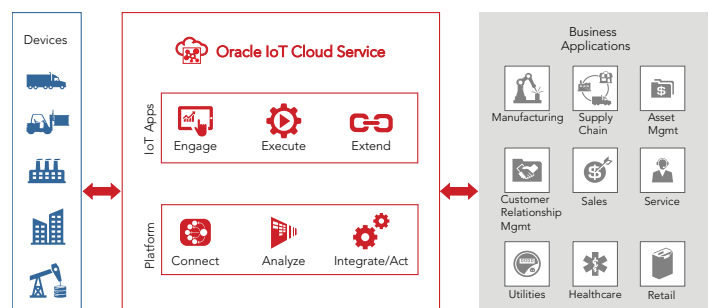 Devices
Oracle IoT Cloud Service
IoT Apps
Engage
Execute
Extend
Platform
Connect
Analyze
Integrate/Act
Business
Applications
Manufacturing
Supply
Chain
Asset
Mgmt
$
Customer
Relationship
Mgmt
Sales
$
Service
Utilities
Healthcare
Retail